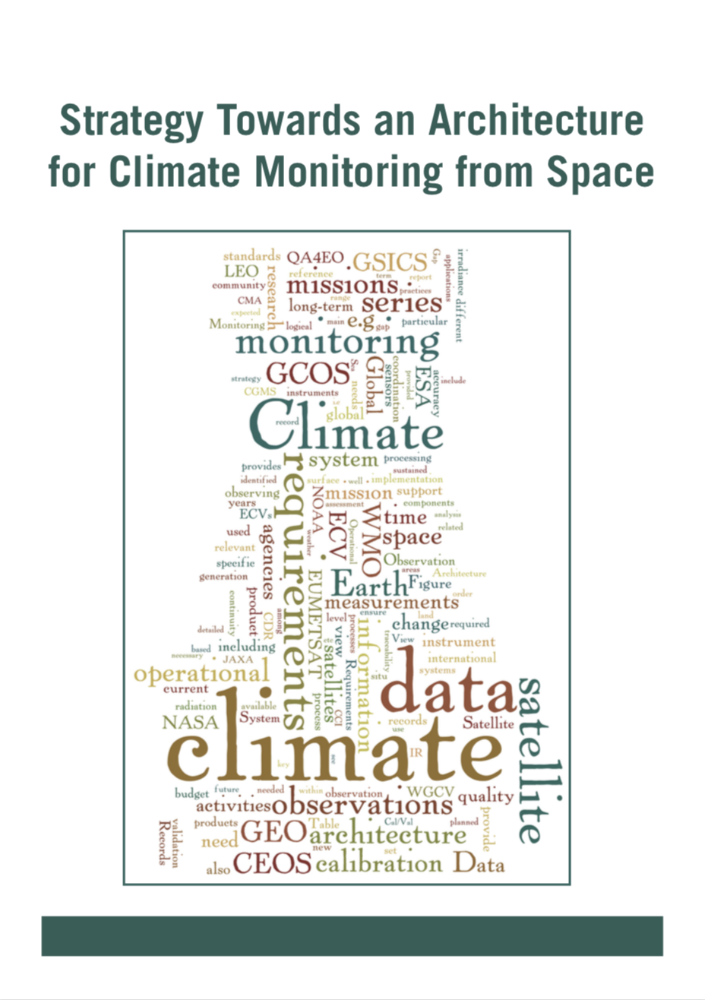 Strategy Towards an Architecture
for Climate Monitoring from Space
standards QA4EO GSICS Gap applications irradiance different
LEO research reference term report
community missions practices
CMA range
long-term series
expected
Monitoring logical main e.g gap particular
monitoring
strategy GCOS Sea needs Global sensors coordination provided ESA accuracy include
CGMS instruments
i.e
global
record
Climate
requirements system processing
provides sustained
identified surface well implementation
observing NOAA mission support
years assessment components
ECVs ECV WMO time analysis
used agencies weather Operational related
space
relevant
specific Observation
areas Architecture
generation EUMETSAT Earth Figure
order
continuity product measurements
CDR among level processes ensure land
information change required
detailed view etc traceability View instrument
based including satellites
necessary JAXA Requirements international
operational situ systems
current data satellite
radiation available process CCI
NASA System records Satellite
use
climate
IR
key see
budget future needed within observation WGCV quality
activities observations
Records validation products Table Cal/Val planned provide
need GEO architecture
new set
also CEOS calibration Data